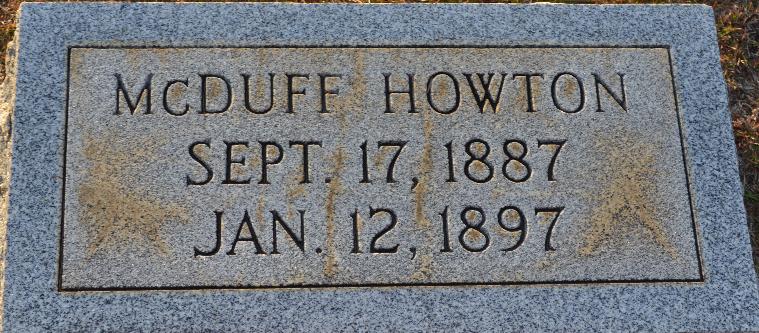 McDUFF HOWTON
SEPT. 17, 1887
JAN. 12, 1897